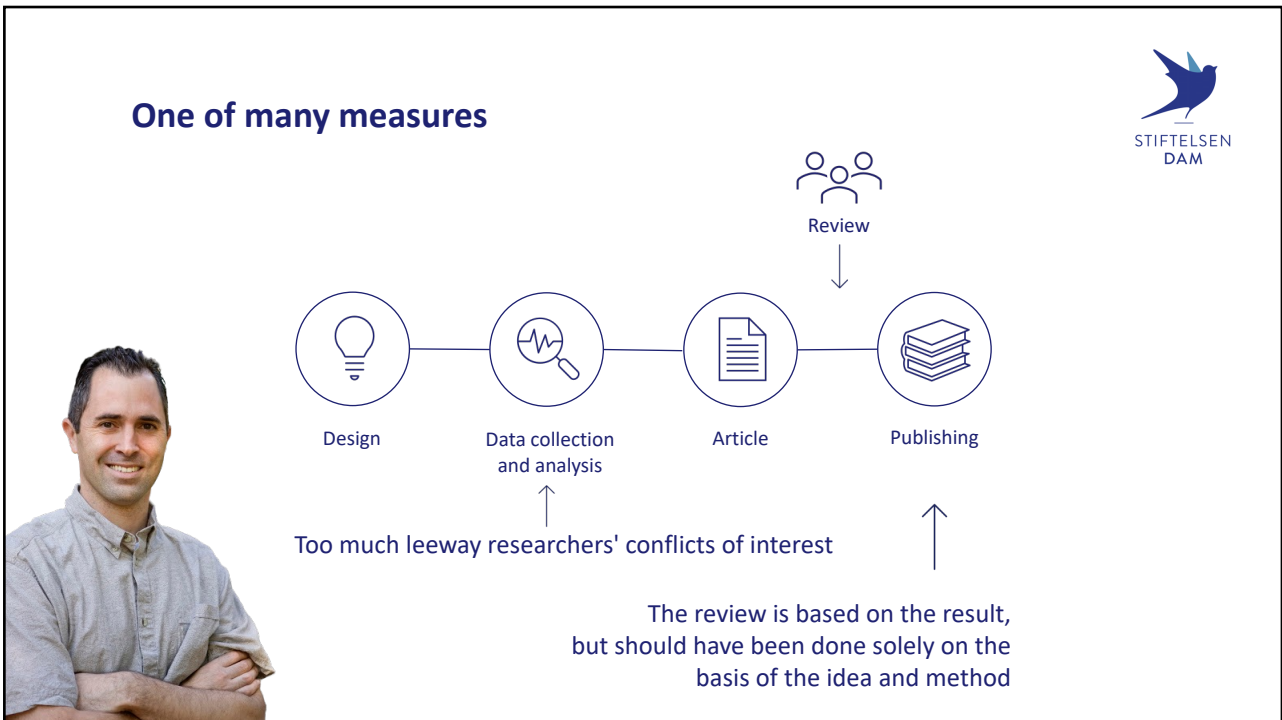 One of many measures
STIFTELSEN
DAM
Review
Design
Data collection
and analysis
Article
Publishing
Too much leeway researchers' conflicts of interest
The review is based on the result,
but should have been done solely on the
basis of the idea and method